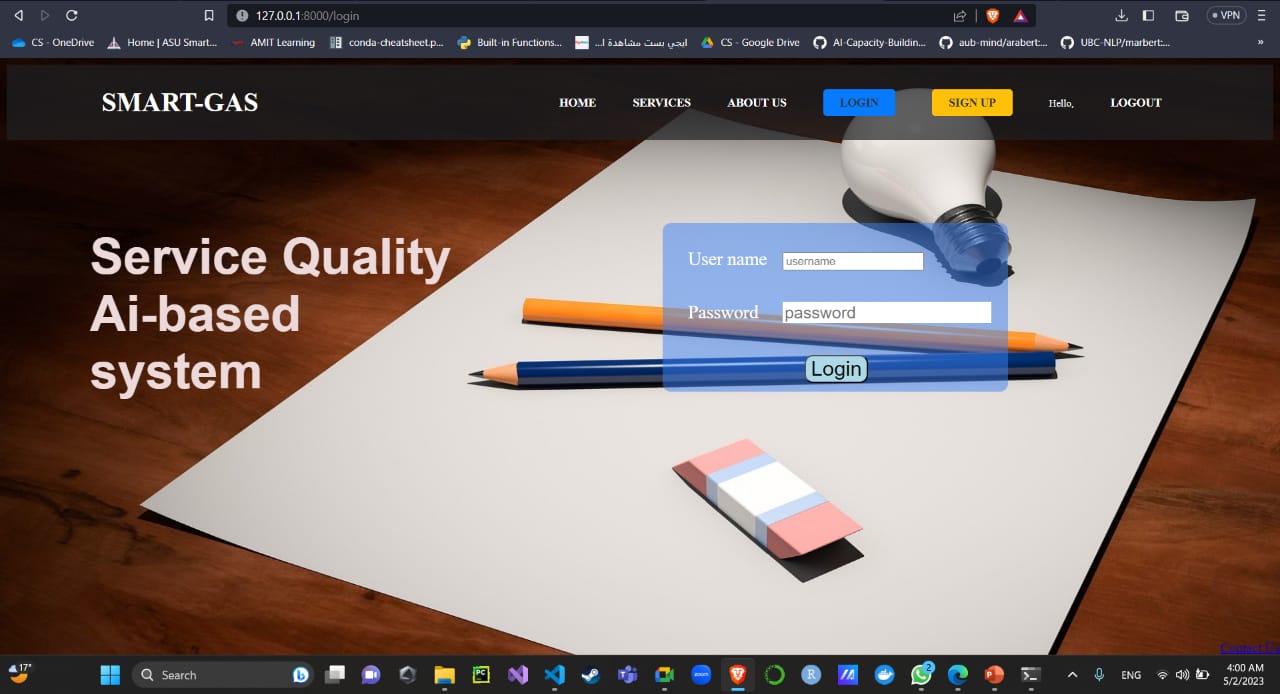 127.0.0.1:8000/login
VPN
CS - OneDrive
Home | ASU Smart...
AMIT Learning
conda-cheatsheet.p...
Built-in Functions...
ابجي بست مشاهدة ا...
CS - Google Drive
AI-Capacity-Buildin...
aub-mind/arabert:...
UBC-NLP/marbert:...
»
SMART-GAS
HOME
SERVICES
ABOUT US
LOGIN
SIGN UP
Hello,
LOGOUT
Service Quality
Ai-based
system
User name
username
Password
password
Login
Contact Us
17°
Search
PC
zoom
R
2
P
ENG
4:00 AM
5/2/2023